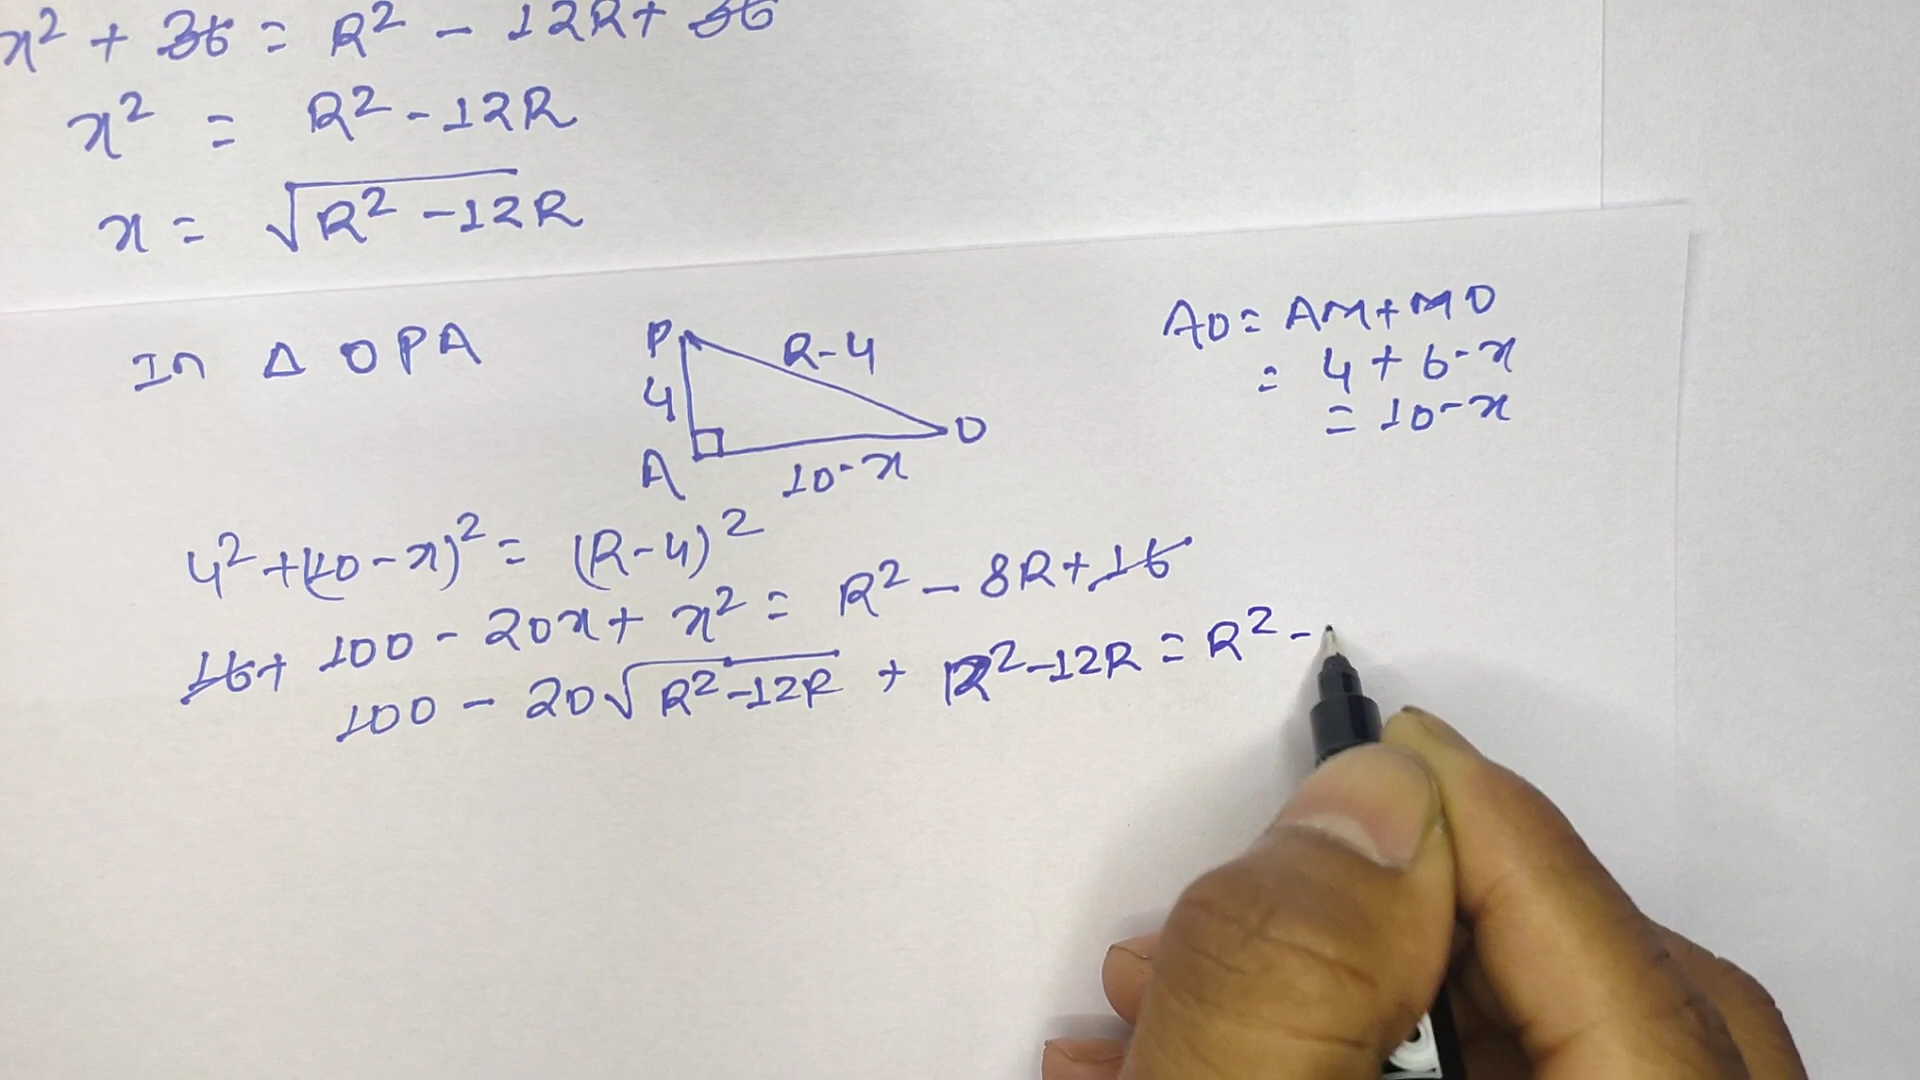 x² + 36 = R² - 12R + 36
x² = R² - 12R
x = √R² - 12R
In Δ OPA
P
R-4
4
A
O
10-x
AO = AM + MO
= 4 + 6-x
= 10-x
4² + (10-x)² = (R-4)²
16 + 100 - 20x + x² = R² - 8R + 16
100 - 20√R²-12R + R² - 12R = R² -